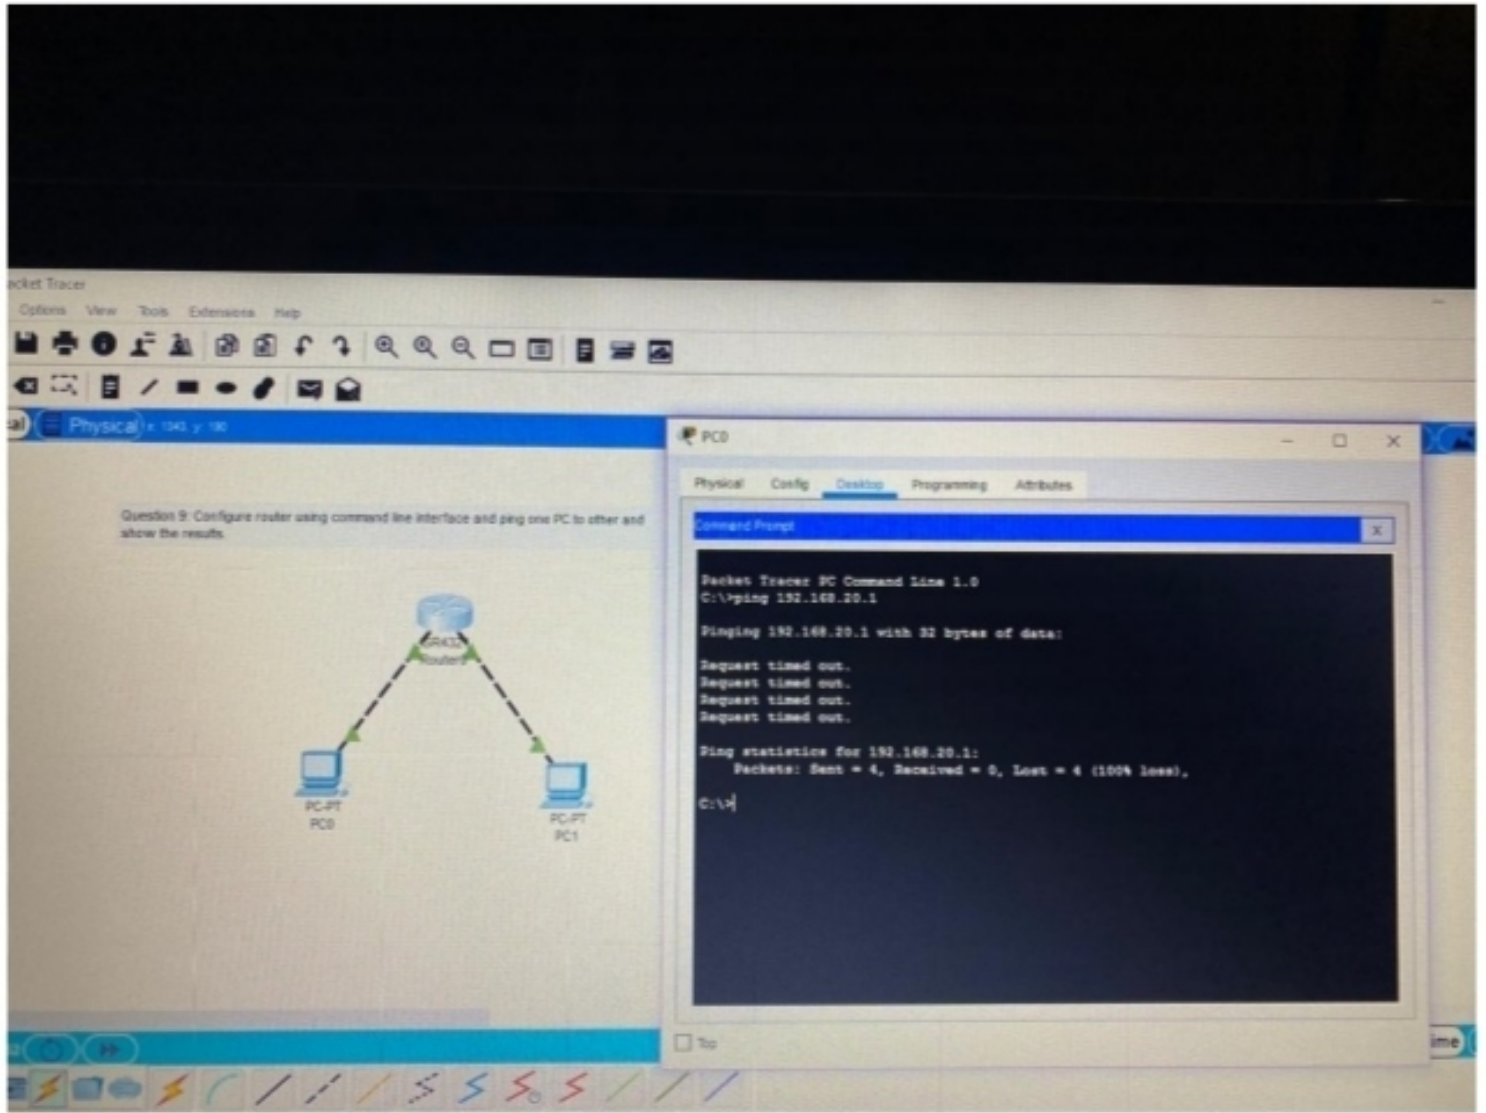 acket Tracer
Options View Tools Extensions Help
Physical x: 1343, y: 190
PC0
Physical Config Desktop Programming Attributes
Question 9: Configure router using command line interface and ping one PC to other and
show the results.
Command Prompt
X
Packet Tracer PC Command Line 1.0
C:\>ping 192.168.20.1
Pinging 192.168.20.1 with 32 bytes of data:
Request timed out.
Request timed out.
Request timed out.
Request timed out.
Ping statistics for 192.168.20.1:
Packets: Sent = 4, Received = 0, Lost = 4 (100% loss),
C:\>
PC-PT
PC0
PC-PT
PC1
Top
ime